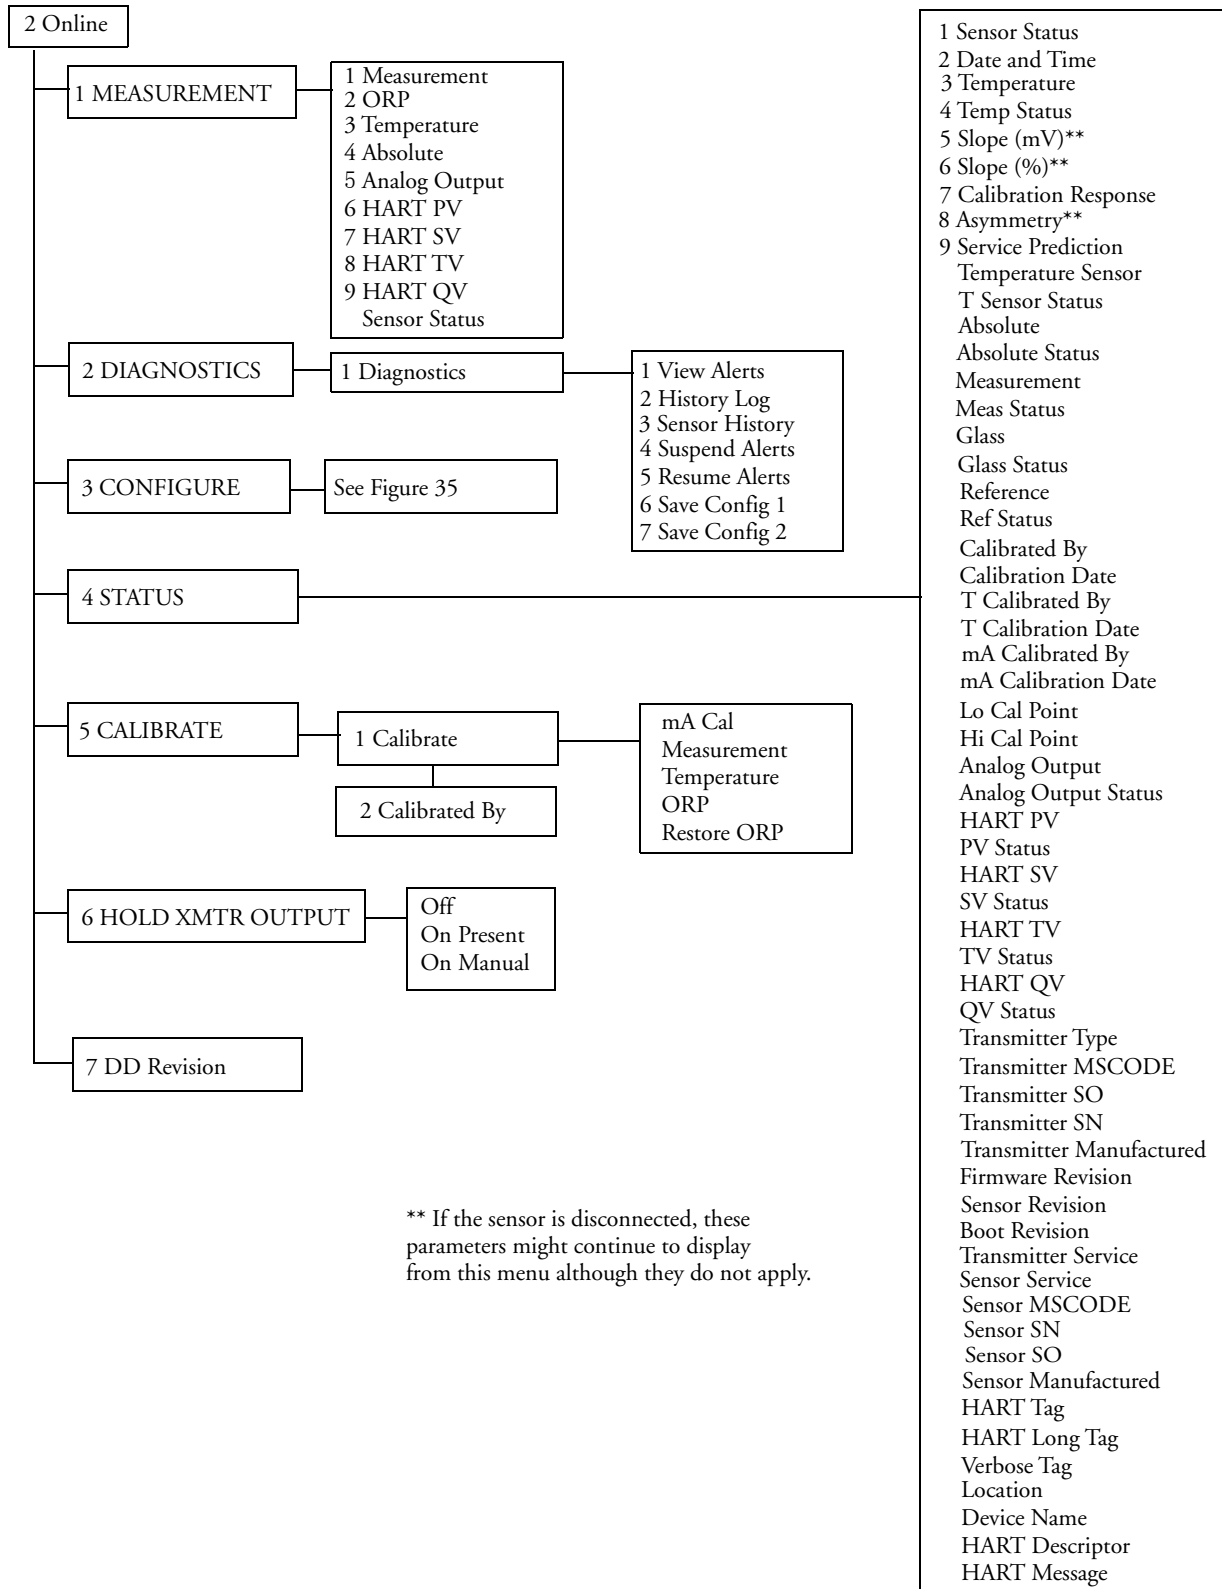 2 Online
1 MEASUREMENT
1 Measurement
2 ORP
3 Temperature
4 Absolute
5 Analog Output
6 HART PV
7 HART SV
8 HART TV
9 HART QV
Sensor Status
2 DIAGNOSTICS
1 Diagnostics
1 View Alerts
2 History Log
3 Sensor History
4 Suspend Alerts
5 Resume Alerts
6 Save Config 1
7 Save Config 2
3 CONFIGURE
See Figure 35
4 STATUS
1 Sensor Status
2 Date and Time
3 Temperature
4 Temp Status
5 Slope (mV)**
6 Slope (%)**
7 Calibration Response
8 Asymmetry**
9 Service Prediction
Temperature Sensor
T Sensor Status
Absolute
Absolute Status
Measurement
Meas Status
Glass
Glass Status
Reference
Ref Status
Calibrated By
Calibration Date
T Calibrated By
T Calibration Date
mA Calibrated By
mA Calibration Date
Lo Cal Point
Hi Cal Point
Analog Output
Analog Output Status
HART PV
PV Status
HART SV
SV Status
HART TV
TV Status
HART QV
QV Status
Transmitter Type
Transmitter MSCODE
Transmitter SO
Transmitter SN
Transmitter Manufactured
Firmware Revision
Sensor Revision
Boot Revision
Transmitter Service
Sensor Service
Sensor MSCODE
Sensor SN
Sensor SO
Sensor Manufactured
HART Tag
HART Long Tag
Verbose Tag
Location
Device Name
HART Descriptor
HART Message
5 CALIBRATE
1 Calibrate
2 Calibrated By
mA Cal
Measurement
Temperature
ORP
Restore ORP
6 HOLD XMTR OUTPUT
Off
On Present
On Manual
7 DD Revision
** If the sensor is disconnected, these
parameters might continue to display
from this menu although they do not apply.